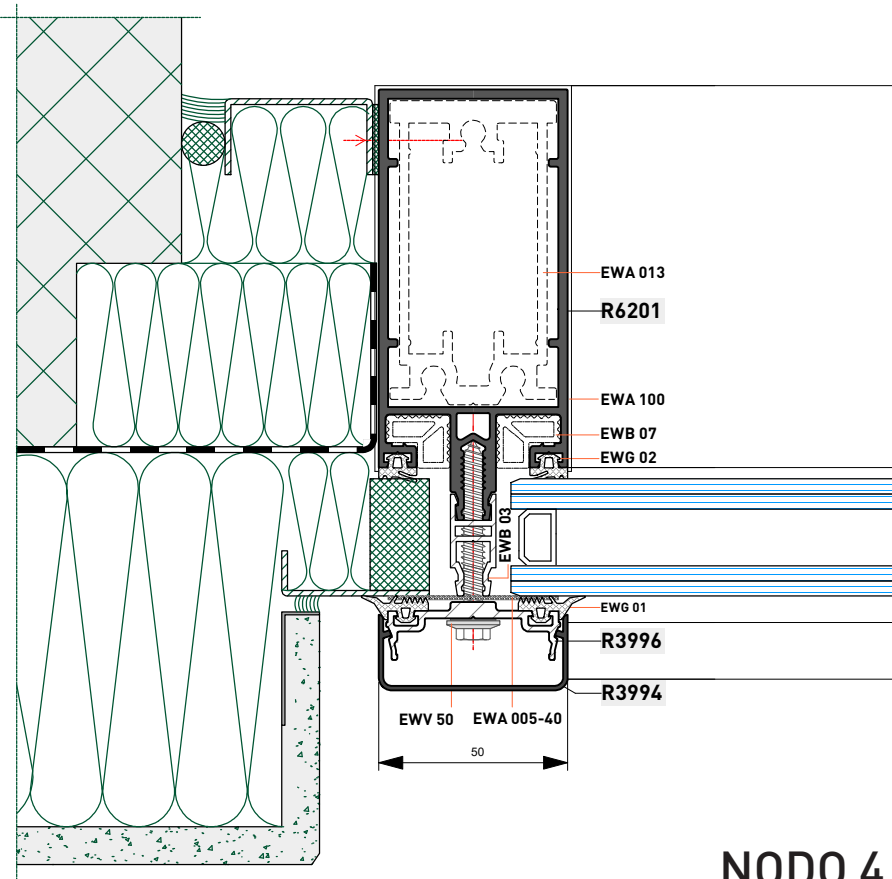 EWA 013
R6201
EWA 100
EWB 07
EWG 02
EWB 03
EWG 01
R3996
R3994
EWV 50
EWA 005-40
50
NODO 4